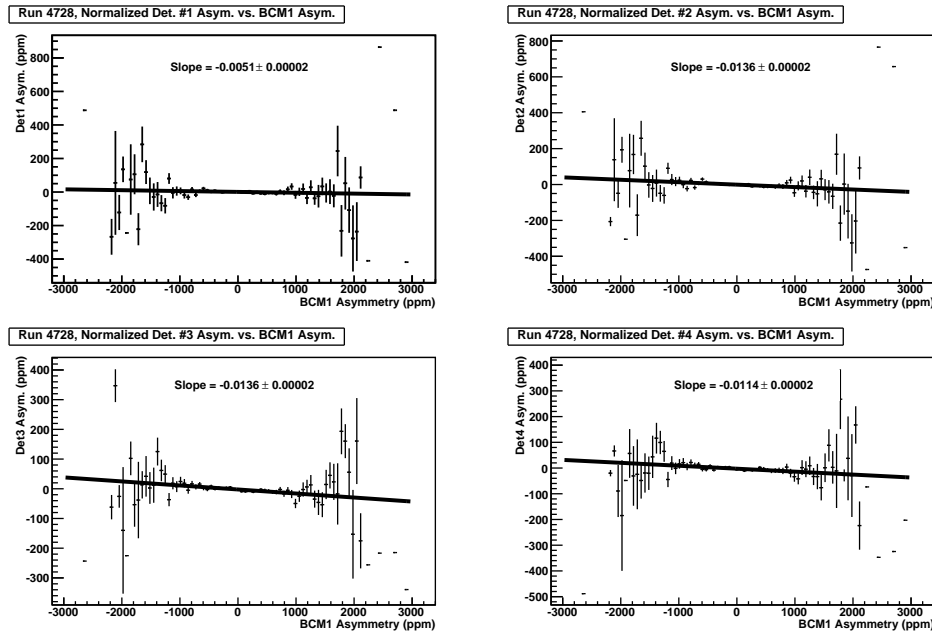 Run 4728, Normalized Det. #1 Asym. vs. BCM1 Asym.
Det1 Asym. (ppm)
Slope = -0.0051± 0.00002
800
600
400
200
0
-200
-400
-3000 -2000 -1000 0 1000 2000 3000
BCM1 Asymmetry (ppm)
Run 4728, Normalized Det. #2 Asym. vs. BCM1 Asym.
Det2 Asym. (ppm)
Slope = -0.0136 ± 0.00002
800
600
400
200
0
-200
-400
-3000 -2000 -1000 0 1000 2000 3000
BCM1 Asymmetry (ppm)
Run 4728, Normalized Det. #3 Asym. vs. BCM1 Asym.
Det3 Asym. (ppm)
Slope = -0.0136 ± 0.00002
400
300
200
100
0
-100
-200
-300
-3000 -2000 -1000 0 1000 2000 3000
BCM1 Asymmetry (ppm)
Run 4728, Normalized Det. #4 Asym. vs. BCM1 Asym.
Det4 Asym. (ppm)
Slope = -0.0114 ± 0.00002
400
300
200
100
0
-100
-200
-300
-400
-500
-3000 -2000 -1000 0 1000 2000 3000
BCM1 Asymmetry (ppm)